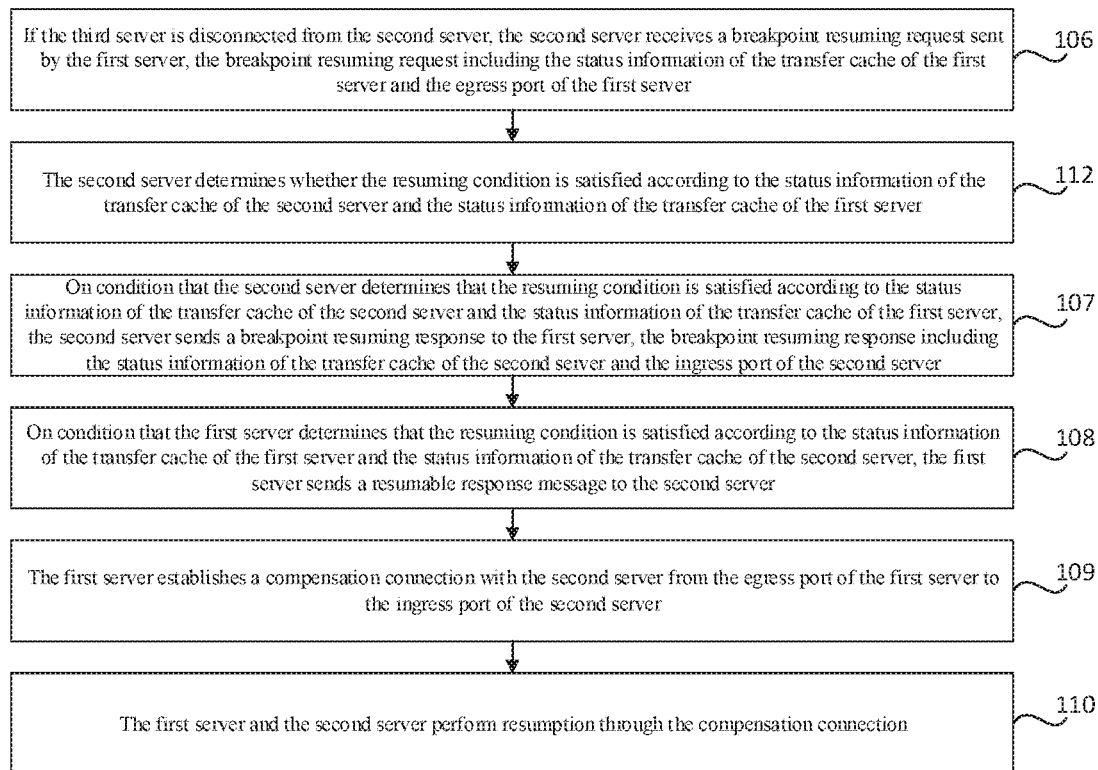 If the third server is disconnected from the second server, the second server receives a breakpoint resuming request sent
by the first server, the breakpoint resuming request including the status information of the transfer cache of the first
server and the egress port of the first server
106
The second server determines whether the resuming condition is satisfied according to the status information of the
transfer cache of the second server and the status information of the transfer cache of the first server
112
On condition that the second server determines that the resuming condition is satisfied according to the status
information of the transfer cache of the second server and the status information of the transfer cache of the first server,
the second server sends a breakpoint resuming response to the first server, the breakpoint resuming response including
the status information of the transfer cache of the second server and the ingress port of the second server
107
On condition that the first server determines that the resuming condition is satisfied according to the status information
of the transfer cache of the first server and the status information of the transfer cache of the second server, the first
server sends a resumable response message to the second server
108
The first server establishes a compensation connection with the second server from the egress port of the first server to
the ingress port of the second server
109
The first server and the second server perform resumption through the compensation connection
110